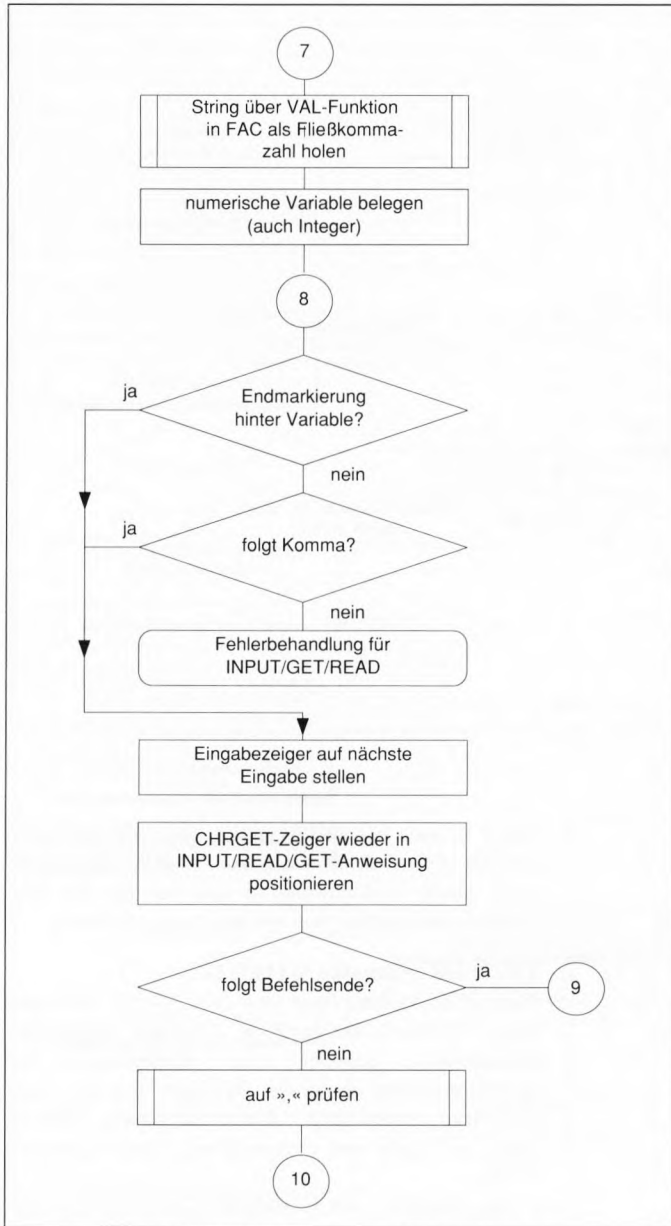 7
String über VAL-Funktion
in FAC als Fließkomma-
zahl holen
numerische Variable belegen
(auch Integer)
8
ja
Endmarkierung
hinter Variable?
nein
ja
folgt Komma?
nein
Fehlerbehandlung für
INPUT/GET/READ
Eingabezeiger auf nächste
Eingabe stellen
CHRGET-Zeiger wieder in
INPUT/READ/GET-Anweisung
positionieren
folgt Befehlsende?
ja
9
nein
auf »,« prüfen
10